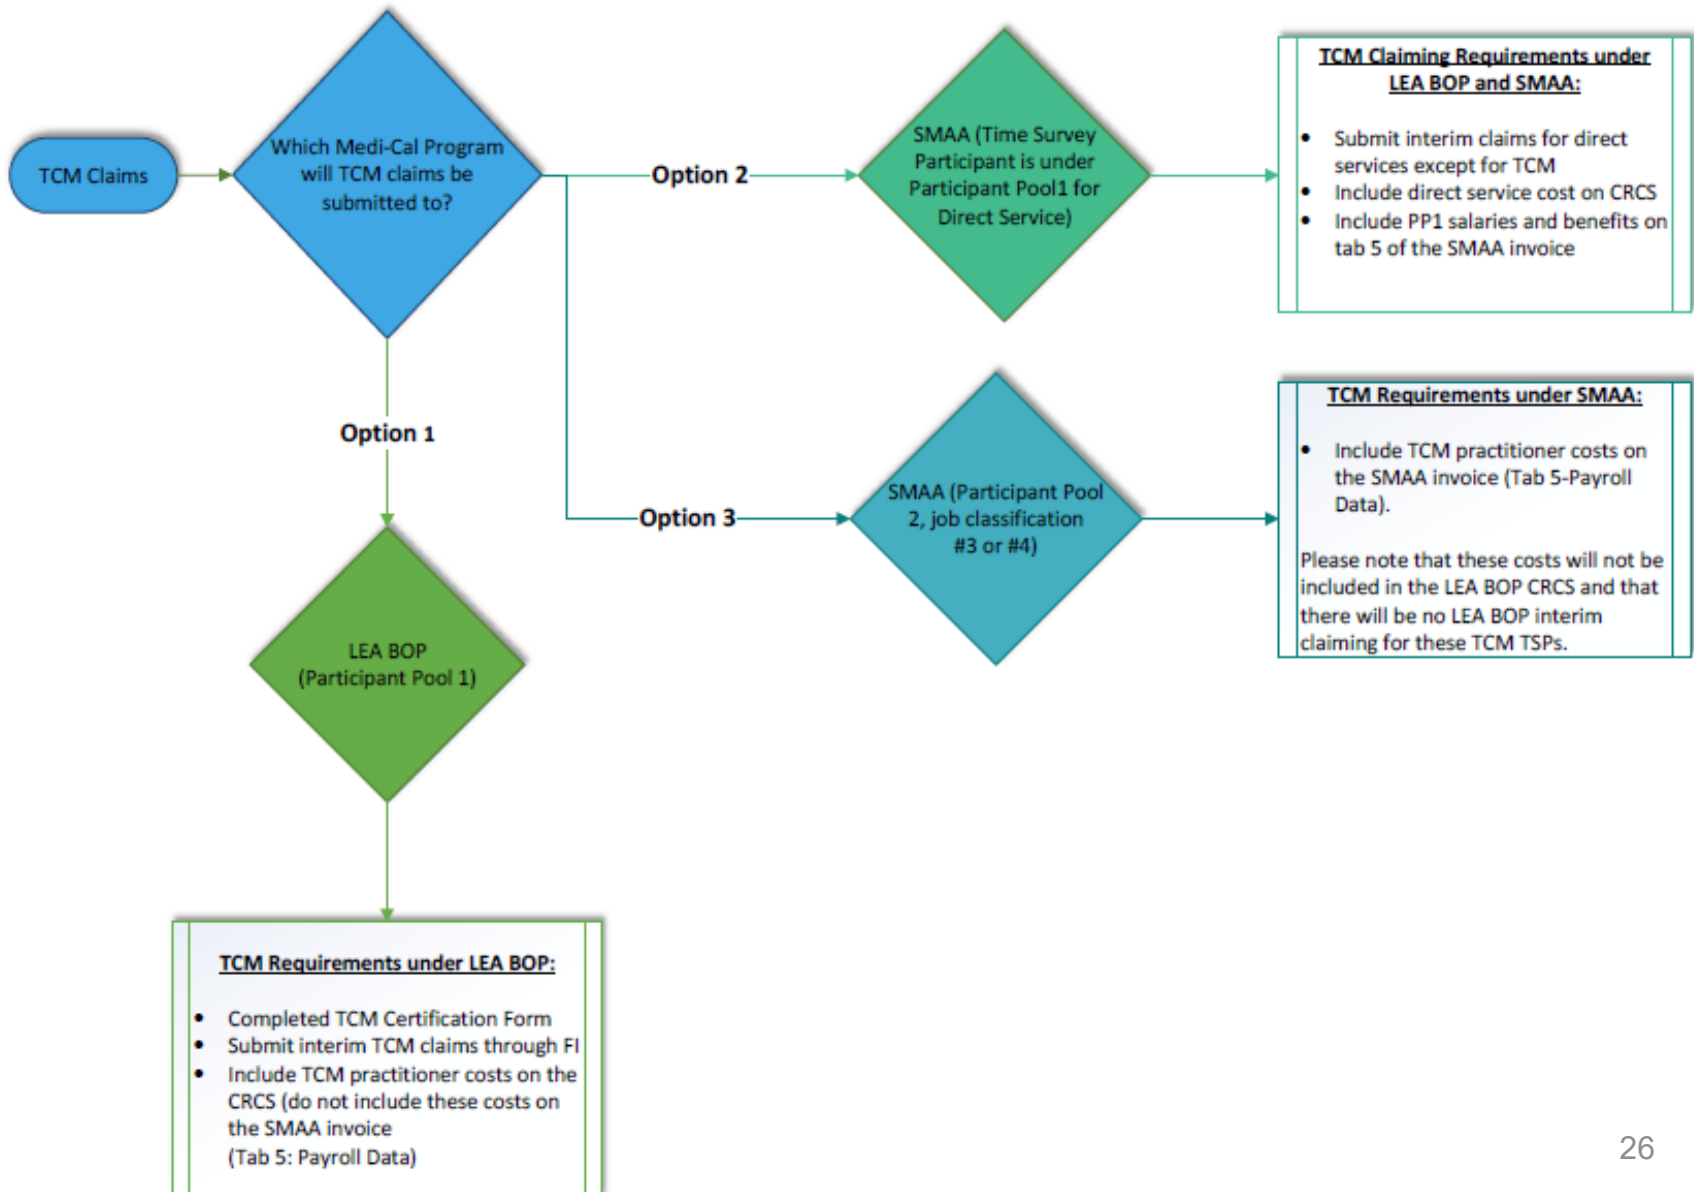 TCM Claims
Which Medi-Cal Program
will TCM claims be
submitted to?
Option 2
SMAA (Time Survey
Participant is under
Participant Pool1 for
Direct Service)
TCM Claiming Requirements under
LEA BOP and SMAA:
• Submit interim claims for direct
services except for TCM
• Include direct service cost on CRCS
• Include PP1 salaries and benefits on
tab 5 of the SMAA invoice
Option 3
SMAA (Participant Pool
2, job classification
#3 or #4)
TCM Requirements under SMAA:
• Include TCM practitioner costs on
the SMAA invoice (Tab 5-Payroll
Data).
Please note that these costs will not be
included in the LEA BOP CRCS and that
there will be no LEA BOP interim
claiming for these TCM TSPs.
Option 1
LEA BOP
(Participant Pool 1)
TCM Requirements under LEA BOP:
• Completed TCM Certification Form
• Submit interim TCM claims through FI
• Include TCM practitioner costs on the
CRCS (do not include these costs on
the SMAA invoice
(Tab 5: Payroll Data)
26